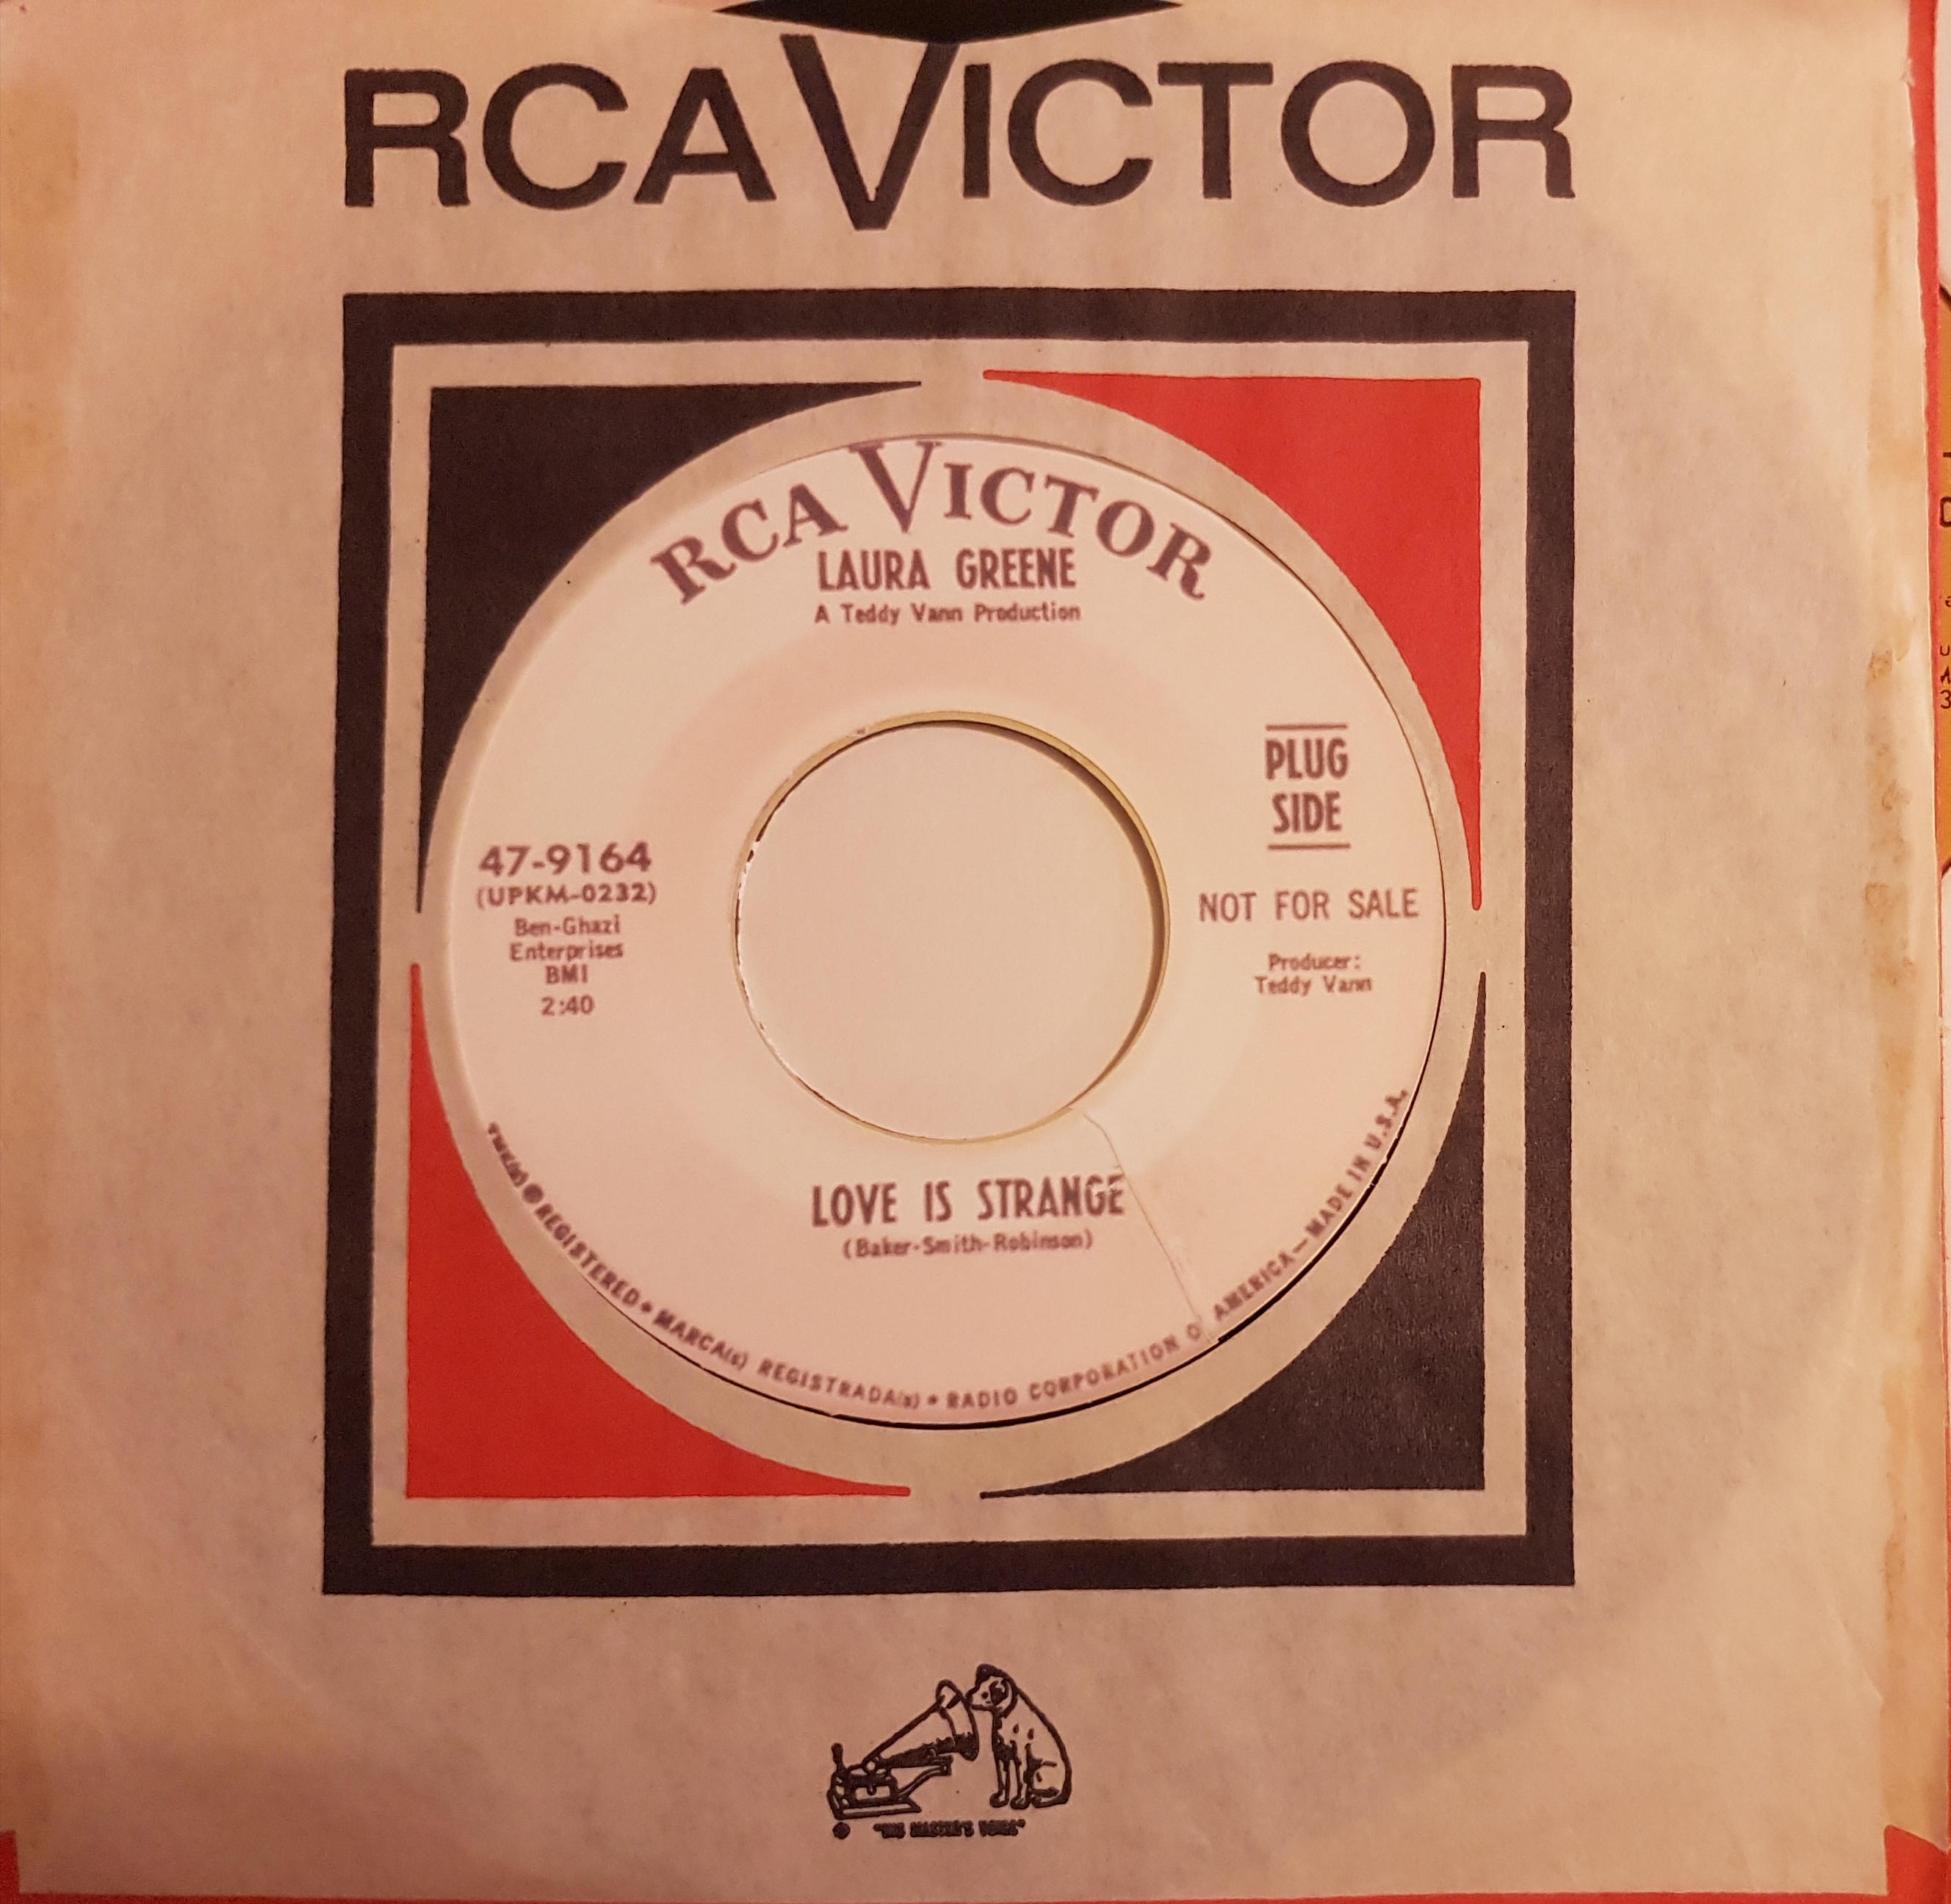 RCA VICTOR
RCA VICTOR
LAURA GREENE
A Teddy Vann Production
PLUG
SIDE
47-9164
(UPKM-0232)
Ben-Ghazi
Enterprises
BMI
2:40
NOT FOR SALE
Producer:
Teddy Vann
LOVE IS STRANGE
(Baker-Smith-Robinson)
TMK(s) ® REGISTERED • MARCA(s) REGISTRADA(s) • RADIO CORPORATION O AMERICA — MADE IN U.S.A.
® "HIS MASTER'S VOICE"